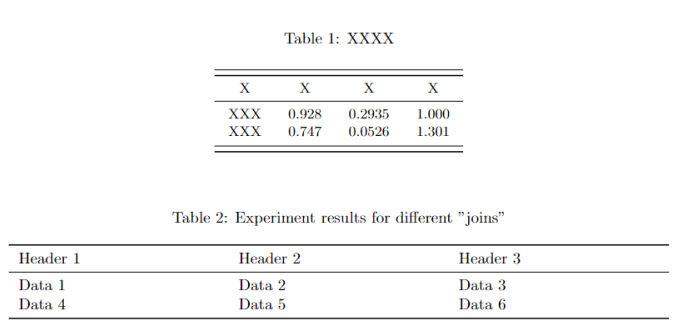 Table 1: XXXX
X X X X
XXX 0.928 0.2935 1.000
XXX 0.747 0.0526 1.301
Table 2: Experiment results for different ”joins”
Header 1 Header 2 Header 3
Data 1 Data 2 Data 3
Data 4 Data 5 Data 6